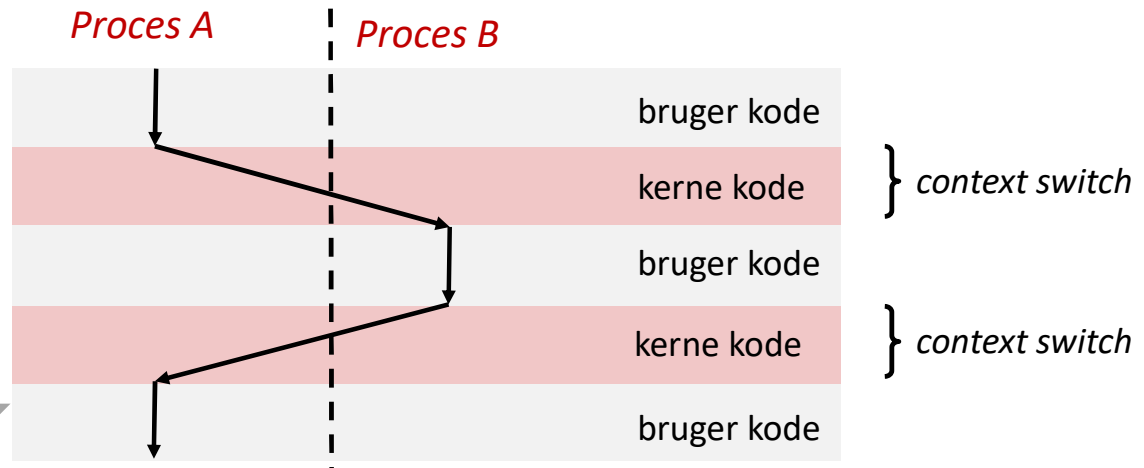 Proces A
Proces B
bruger kode
kerne kode
context switch
bruger kode
kerne kode
context switch
bruger kode